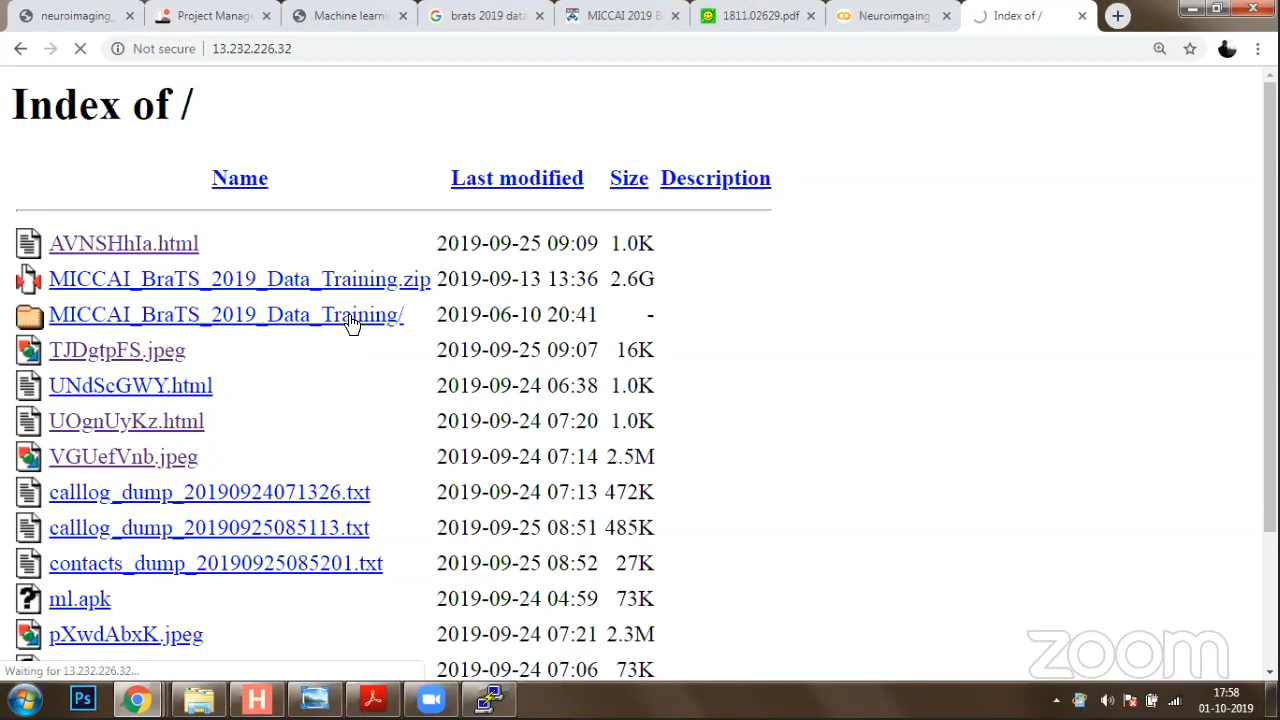 neuroimaging_
Project Manage
Machine learnin
brats 2019 data
MICCAI 2019 B
1811.02629.pdf
Neuroimgaing
Index of /
Not secure | 13.232.226.32
Index of /
Name Last modified Size Description
AVNSHhIa.html 2019-09-25 09:09 1.0K
MICCAI_BraTS_2019_Data_Training.zip 2019-09-13 13:36 2.6G
MICCAI_BraTS_2019_Data_Training/ 2019-06-10 20:41 -
TJDgtpFS.jpeg 2019-09-25 09:07 16K
UNdScGWY.html 2019-09-24 06:38 1.0K
UOgnUyKz.html 2019-09-24 07:20 1.0K
VGUefVnb.jpeg 2019-09-24 07:14 2.5M
calllog_dump_20190924071326.txt 2019-09-24 07:13 472K
calllog_dump_20190925085113.txt 2019-09-25 08:51 485K
contacts_dump_20190925085201.txt 2019-09-25 08:52 27K
ml.apk 2019-09-24 04:59 73K
pXwdAbxK.jpeg 2019-09-24 07:21 2.3M
2019-09-24 07:06 73K
Waiting for 13.232.226.32...
zoom
Ps
H
17:58
01-10-2019